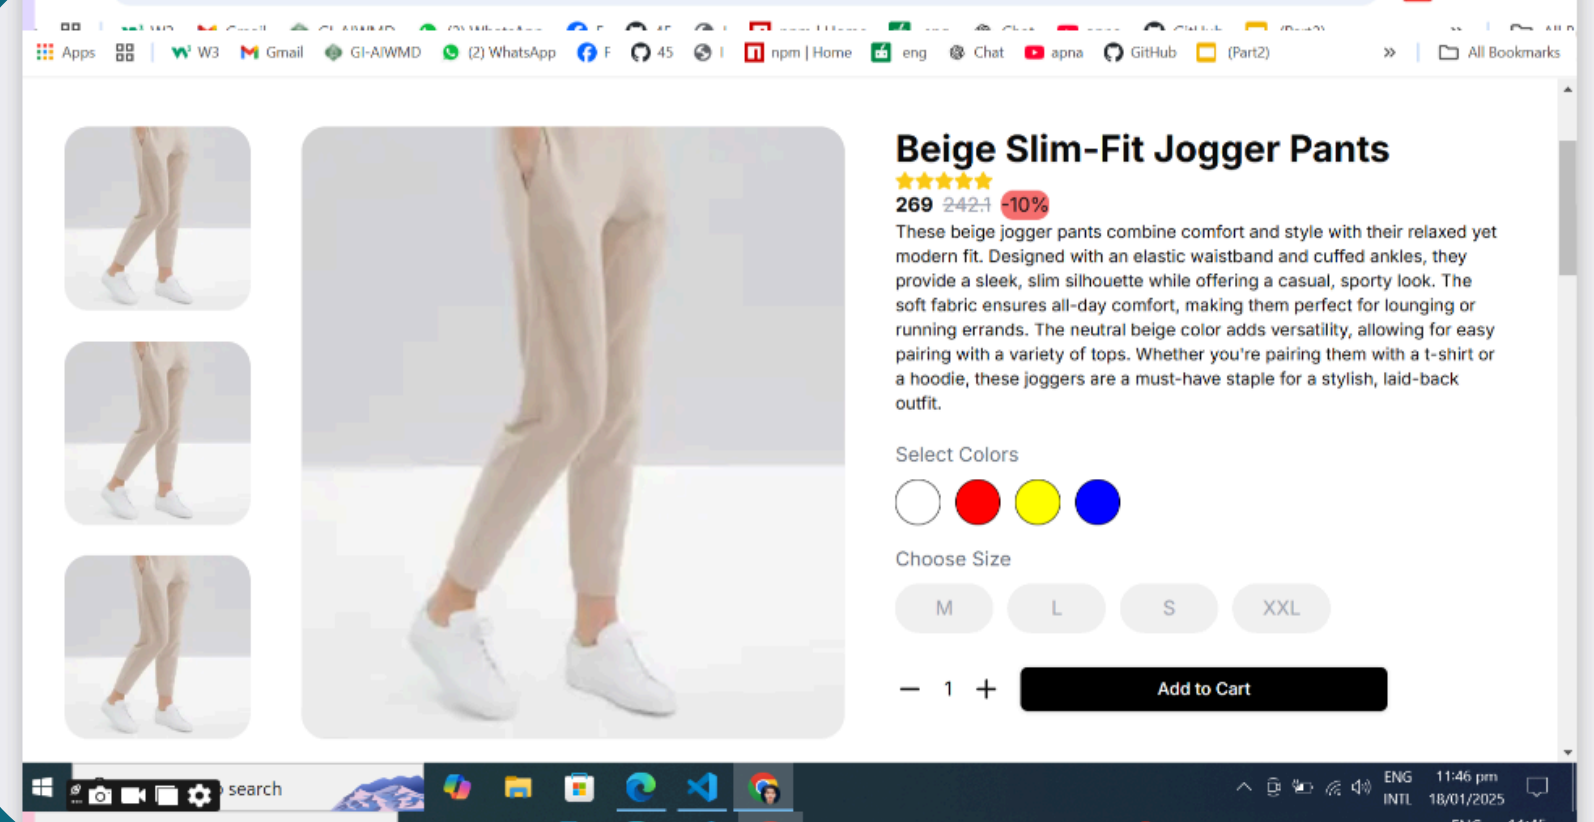 Apps W3 Gmail GI-AIWMD (2) WhatsApp F 45 I npm | Home eng Chat apna GitHub (Part2) » All Bookmarks
Beige Slim-Fit Jogger Pants
269 242.1 -10%
These beige jogger pants combine comfort and style with their relaxed yet
modern fit. Designed with an elastic waistband and cuffed ankles, they
provide a sleek, slim silhouette while offering a casual, sporty look. The
soft fabric ensures all-day comfort, making them perfect for lounging or
running errands. The neutral beige color adds versatility, allowing for easy
pairing with a variety of tops. Whether you're pairing them with a t-shirt or
a hoodie, these joggers are a must-have staple for a stylish, laid-back
outfit.
Select Colors
Choose Size
M L S XXL
1 Add to Cart
search
ENG 11:46 pm
INTL 18/01/2025